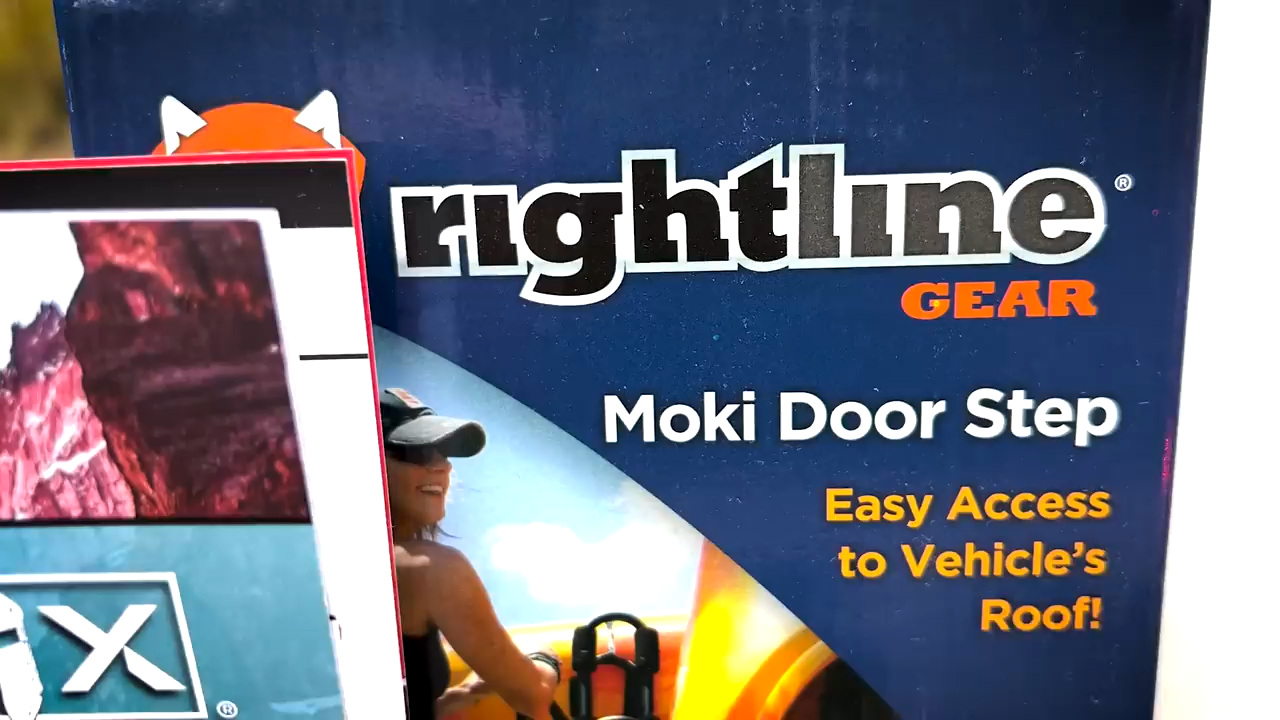 rightline®
GEAR
Moki Door Step
Easy Access
to Vehicle's
Roof!
X®